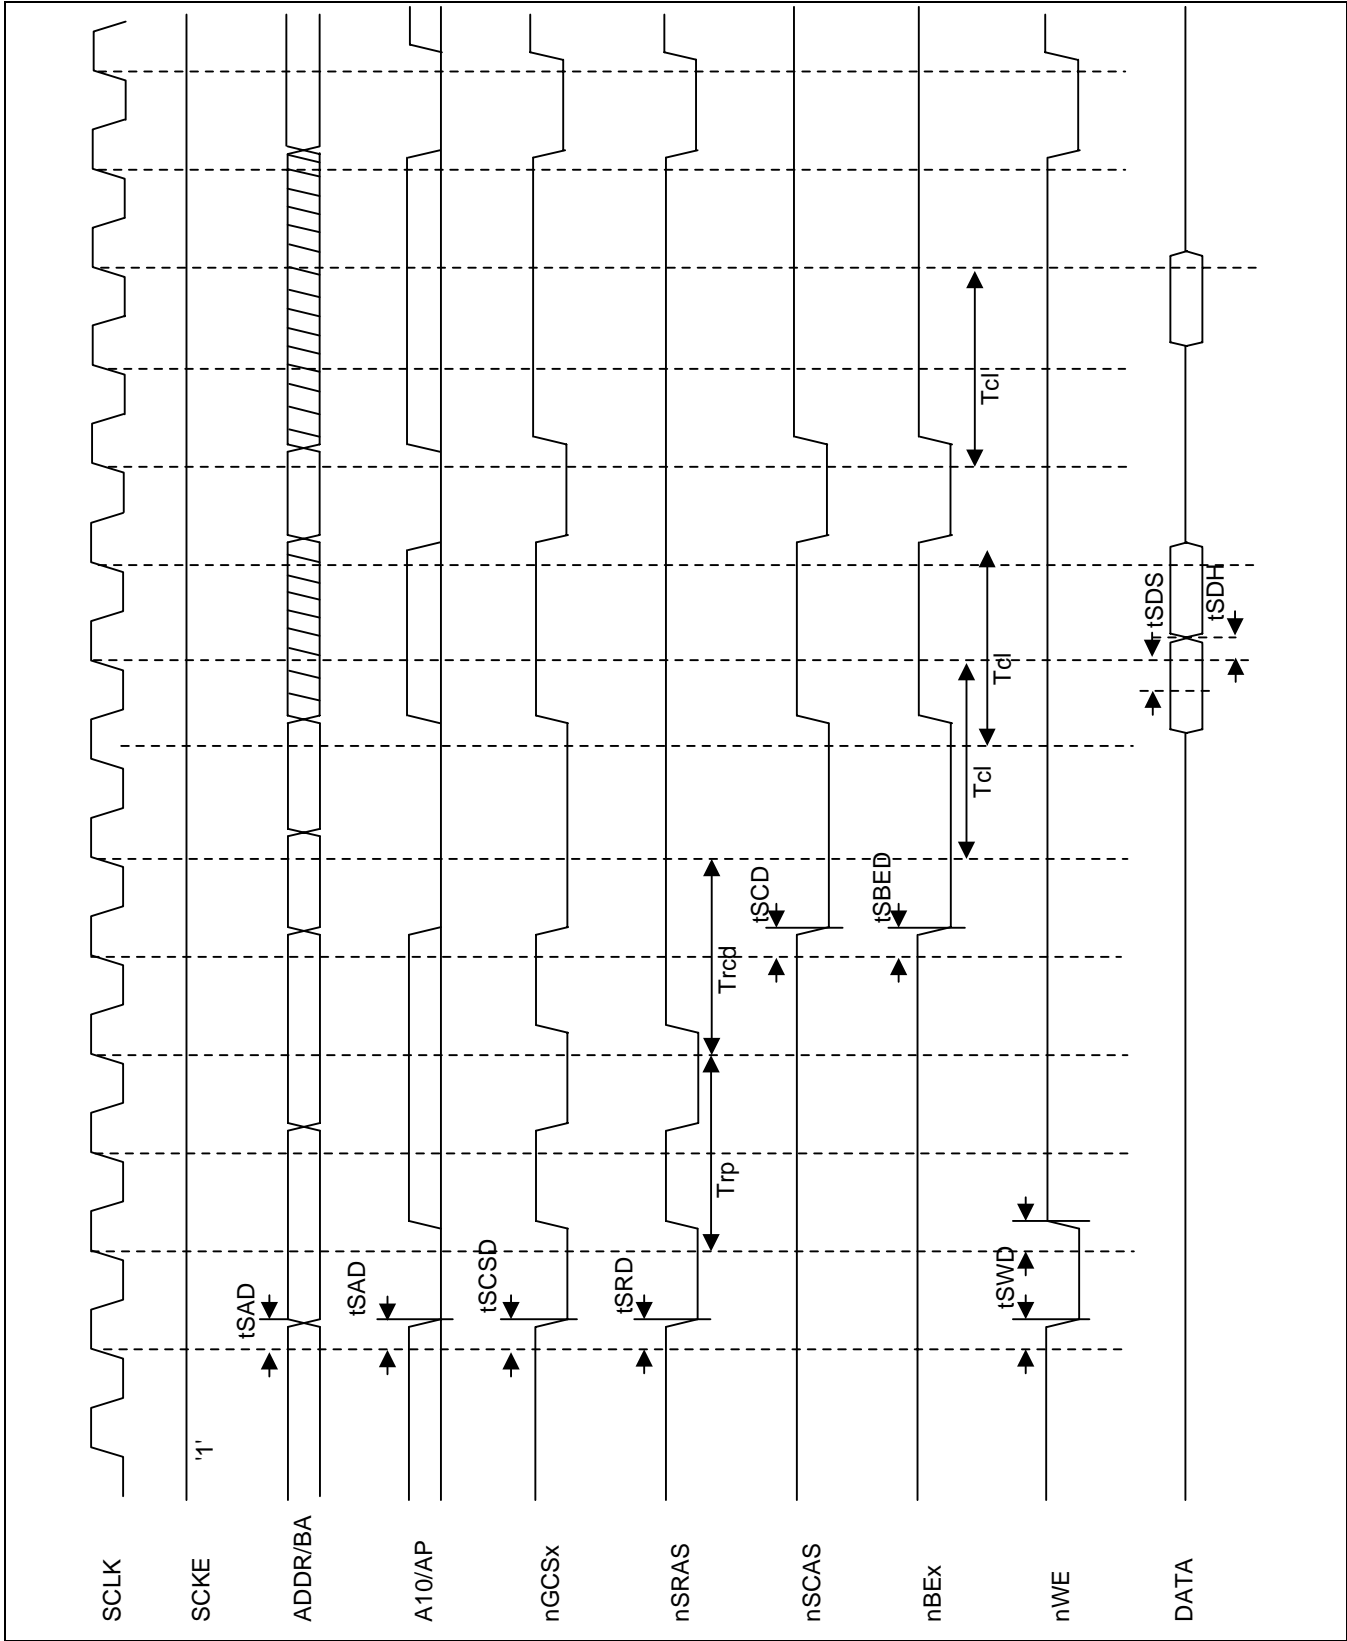 SCLK
SCKE
'1'
ADDR/BA
tSAD
A10/AP
tSAD
nGCSx
tSCSD
nSRAS
tSRD
Trp
Trcd
nSCAS
tSCD
nBEx
tSBED
Tcl
Tcl
Tcl
nWE
tSWD
DATA
tSDS
tSDH